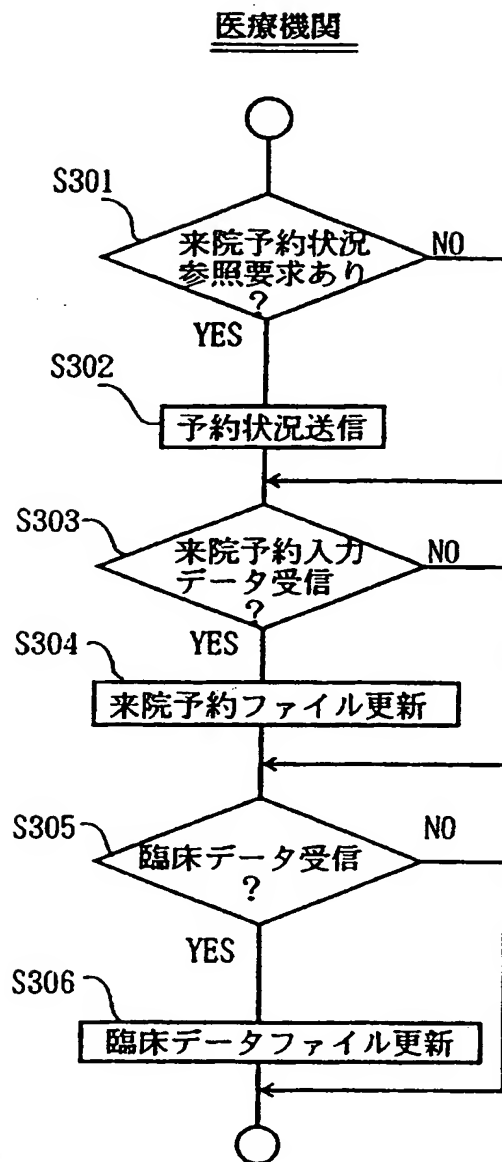 医療機関
S301
来院予約状況
参照要求あり
?
NO
YES
S302
予約状況送信
S303
来院予約入力
データ受信
?
NO
YES
S304
来院予約ファイル更新
S305
臨床データ受信
?
NO
YES
S306
臨床データファイル更新